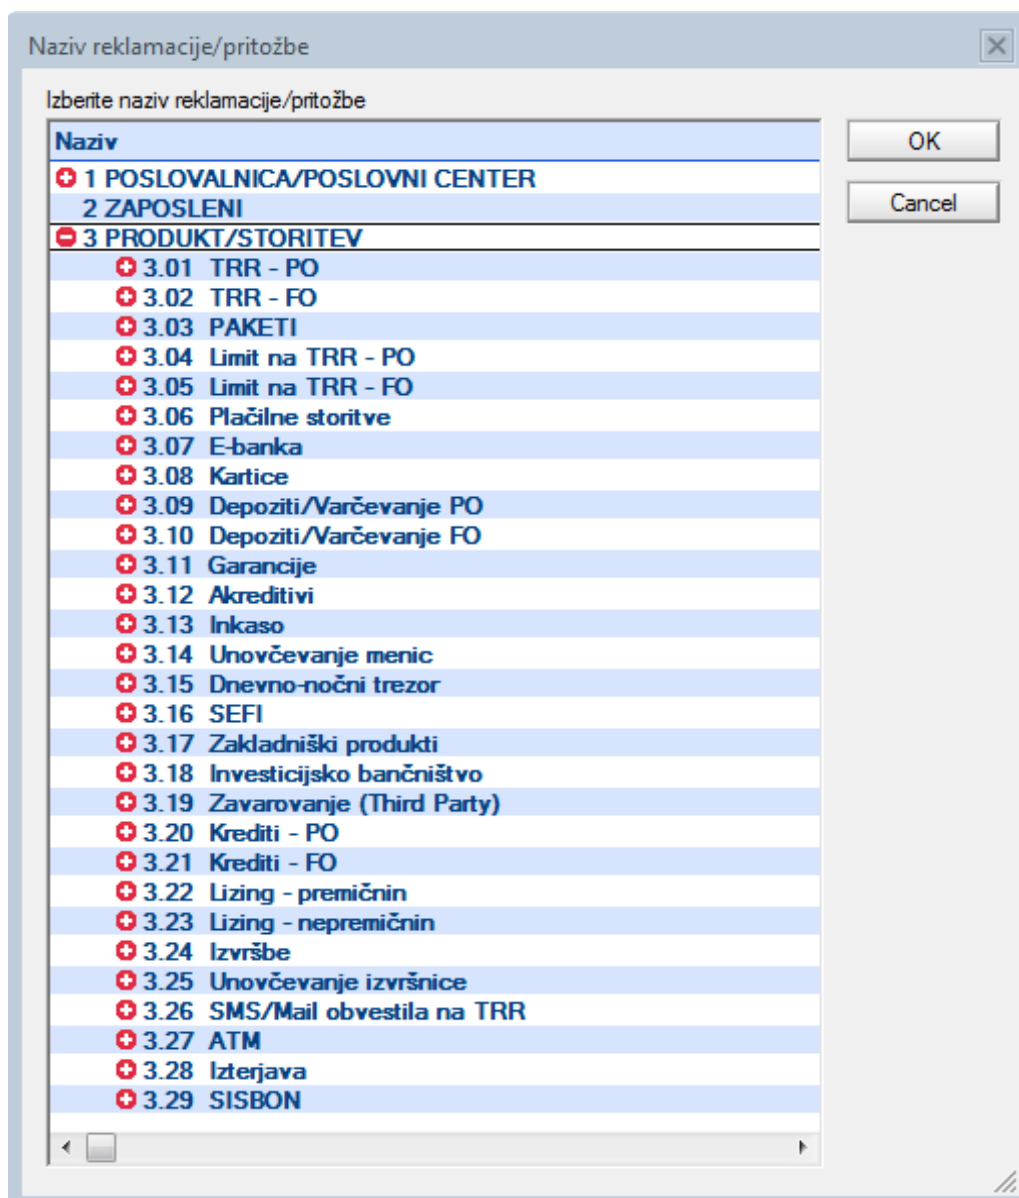 Naziv reklamacije/pritožbe
Izberite naziv reklamacije/pritožbe
Naziv
OK
1 POSLOVALNICA/POSLOVNI CENTER
2 ZAPOSLENI
Cancel
3 PRODUKT/STORITEV
3.01 TRR - PO
3.02 TRR - FO
3.03 PAKETI
3.04 Limit na TRR - PO
3.05 Limit na TRR - FO
3.06 Plačilne storitve
3.07 E-banka
3.08 Kartice
3.09 Depoziti/Varčevanje PO
3.10 Depoziti/Varčevanje FO
3.11 Garancije
3.12 Akreditivi
3.13 Inkaso
3.14 Unovčevanje menic
3.15 Dnevno-nočni trezor
3.16 SEFI
3.17 Zakladniški produkti
3.18 Investicijsko bančništvo
3.19 Zavarovanje (Third Party)
3.20 Krediti - PO
3.21 Krediti - FO
3.22 Lizing - premičnin
3.23 Lizing - nepremičnin
3.24 Izvršbe
3.25 Unovčevanje izvršnice
3.26 SMS/Mail obvestila na TRR
3.27 ATM
3.28 Izterjava
3.29 SISBON